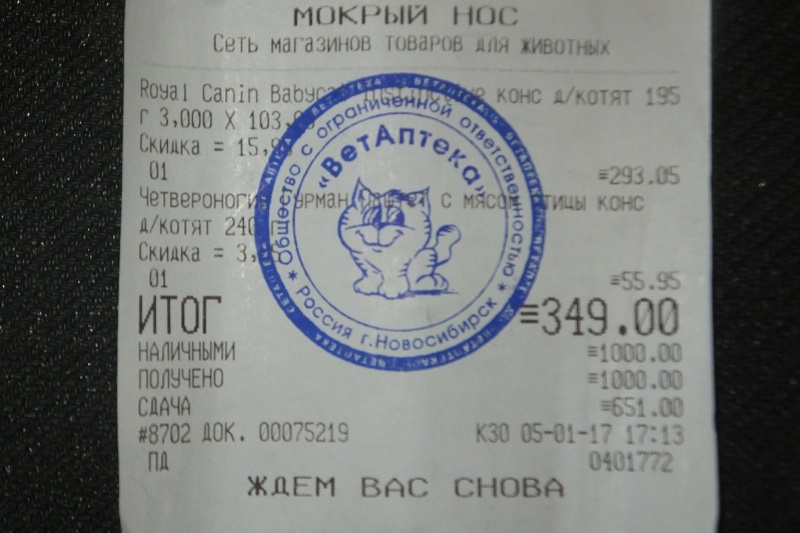 МОКРЫЙ НОС
Сеть магазинов товаров для животных
Royal Canin конс д/котят 195
г 3,000 X 103,
Скидка = 15,
01 ≡293.05
Четвероногий Гурман с мясом птицы конс
д/котят 240 г
Скидка = 3,
01 ≡55.95
ИТОГ ≡349.00
НАЛИЧНЫМИ ≡1000.00
ПОЛУЧЕНО ≡1000.00
СДАЧА ≡651.00
#8702 ДОК. 00075219 К30 05-01-17 17:13
ПД 0401772
ЖДЕМ ВАС СНОВА
Общество с ограниченной ответственностью
«ВетАптека»
* Россия г.Новосибирск *
ВЕТАПТЕКА